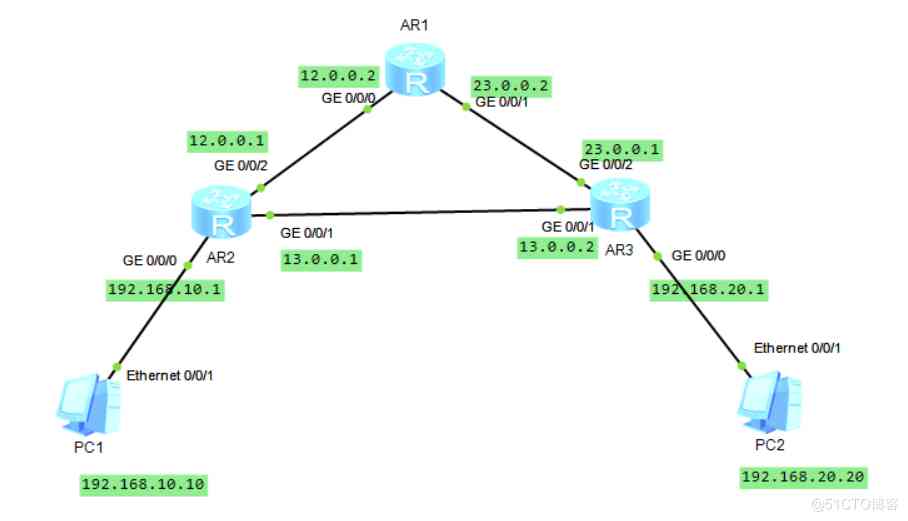 AR1
12.0.0.2
23.0.0.2
GE 0/0/0
GE 0/0/1
R
12.0.0.1
23.0.0.1
GE 0/0/2
GE 0/0/2
R
R
GE 0/0/1
GE 0/0/1
AR2
AR3
13.0.0.1
13.0.0.2
GE 0/0/0
GE 0/0/0
192.168.10.1
192.168.20.1
Ethernet 0/0/1
Ethernet 0/0/1
PC1
PC2
192.168.10.10
192.168.20.20
@51CTO博客